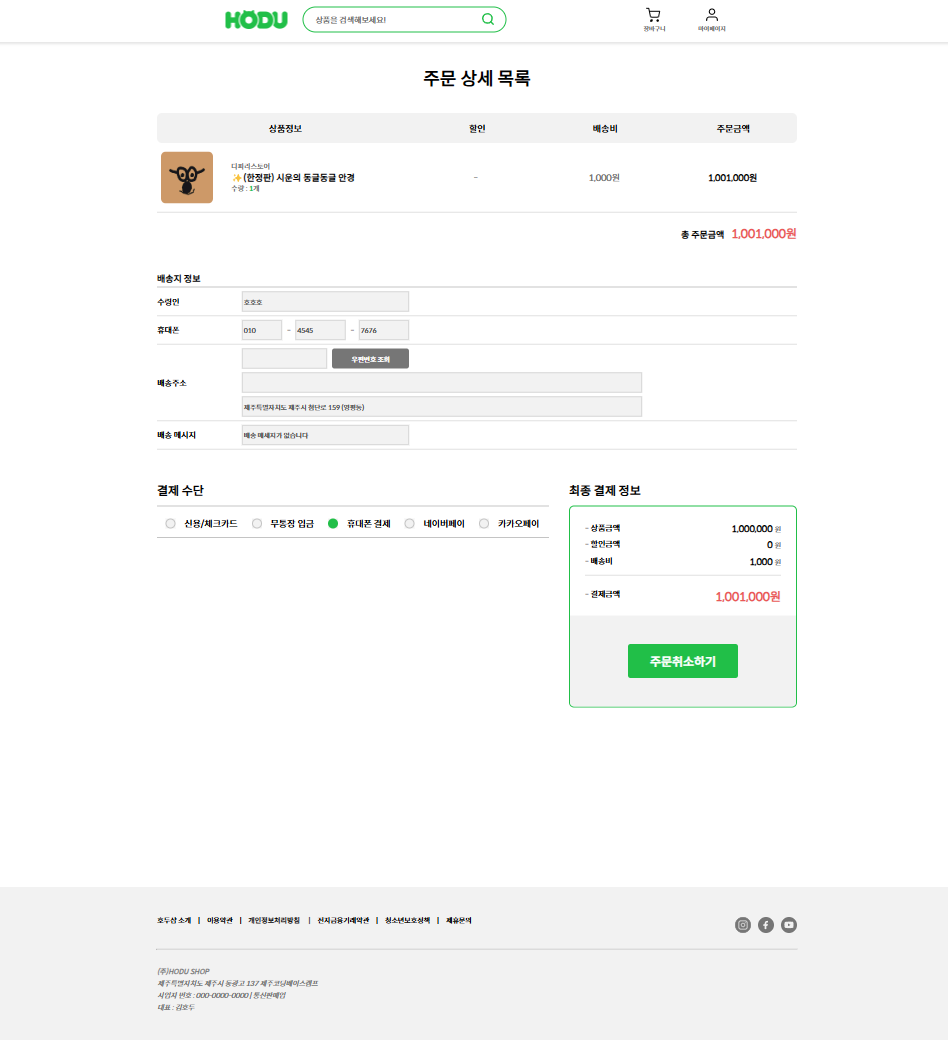 HODU
상품을 검색해보세요!
장바구니
마이페이지
주문 상세 목록
상품정보 할인 배송비 주문금액
디파리스토어
✨(한정판) 시운의 동글동글 안경
수량 : 1개
- 1,000원 1,001,000원
총 주문금액 1,001,000원
배송지 정보
수령인 호호호
휴대폰 010 - 4545 - 7676
우편번호 조회
배송주소
제주특별자치도 제주시 첨단로 159 (영평동)
배송 메시지 배송 메세지가 없습니다
결제 수단
신용/체크카드 무통장 입금 휴대폰 결제 네이버페이 카카오페이
최종 결제 정보
- 상품금액 1,000,000 원
- 할인금액 0 원
- 배송비 1,000 원
- 결제금액 1,001,000원
주문취소하기
호두샵 소개 | 이용약관 | 개인정보처리방침 | 전자금융거래약관 | 청소년보호정책 | 제휴문의
(주)HODU SHOP
제주특별자치도 제주시 동광고 137 제주코딩베이스캠프
사업자 번호 : 000-0000-0000 | 통신판매업
대표 : 김호두